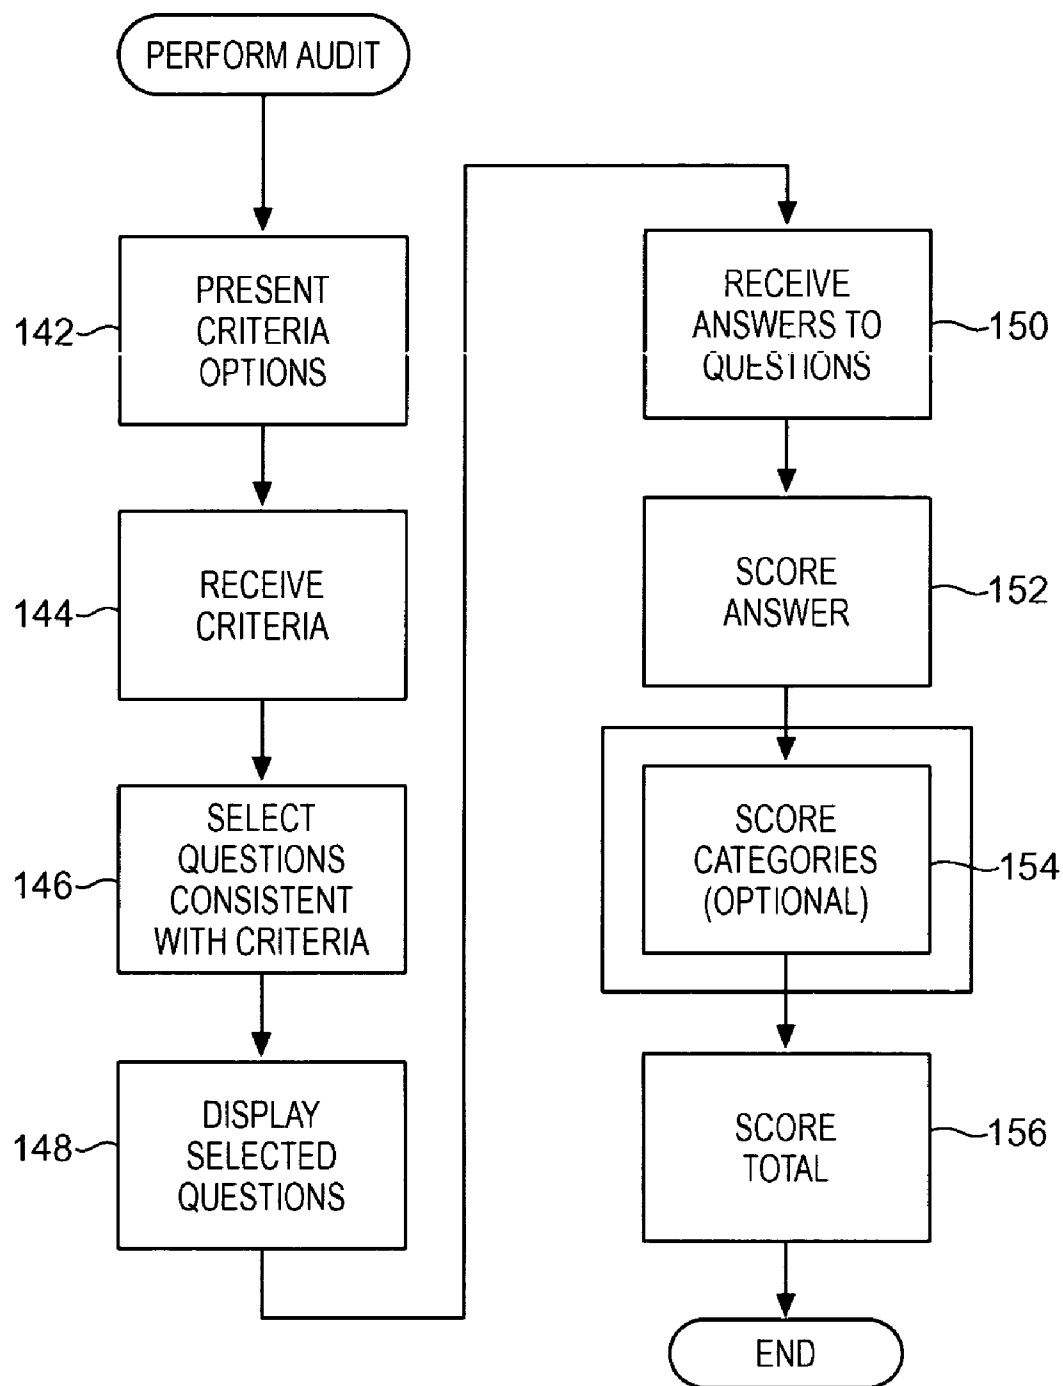 PERFORM AUDIT
142
PRESENT
CRITERIA
OPTIONS
144
RECEIVE
CRITERIA
146
SELECT
QUESTIONS
CONSISTENT
WITH CRITERIA
148
DISPLAY
SELECTED
QUESTIONS
RECEIVE
ANSWERS TO
QUESTIONS
150
SCORE
ANSWER
152
SCORE
CATEGORIES
(OPTIONAL)
154
SCORE
TOTAL
156
END